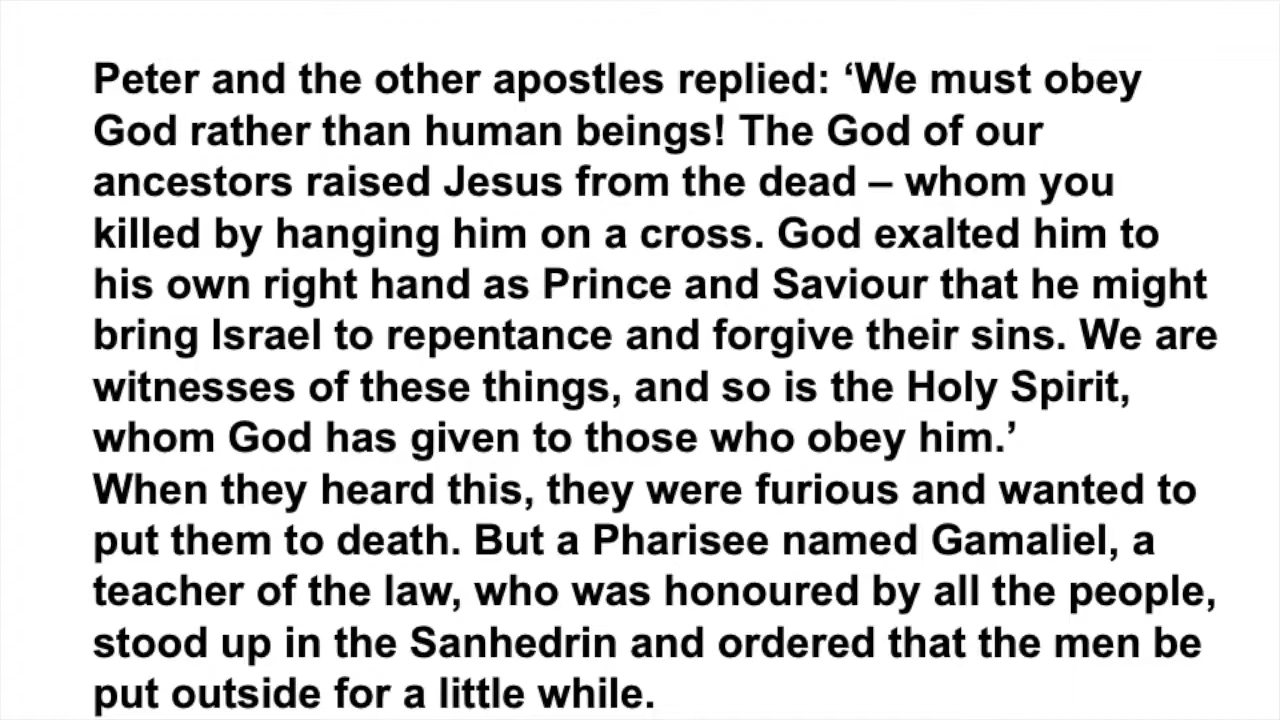 Peter and the other apostles replied: ‘We must obey
God rather than human beings! The God of our
ancestors raised Jesus from the dead – whom you
killed by hanging him on a cross. God exalted him to
his own right hand as Prince and Saviour that he might
bring Israel to repentance and forgive their sins. We are
witnesses of these things, and so is the Holy Spirit,
whom God has given to those who obey him.’
When they heard this, they were furious and wanted to
put them to death. But a Pharisee named Gamaliel, a
teacher of the law, who was honoured by all the people,
stood up in the Sanhedrin and ordered that the men be
put outside for a little while.